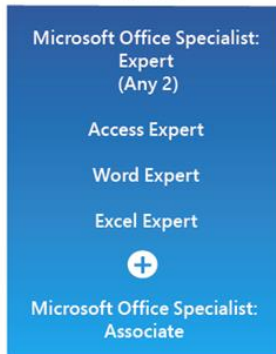 Microsoft Office Specialist:
Expert
(Any 2)
Access Expert
Word Expert
Excel Expert
+
Microsoft Office Specialist:
Associate